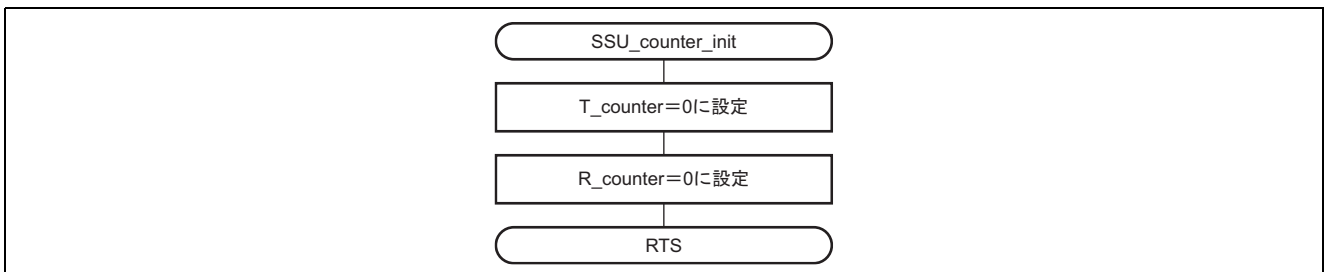 SSU_counter_init
T_counter=0に設定
R_counter=0に設定
RTS